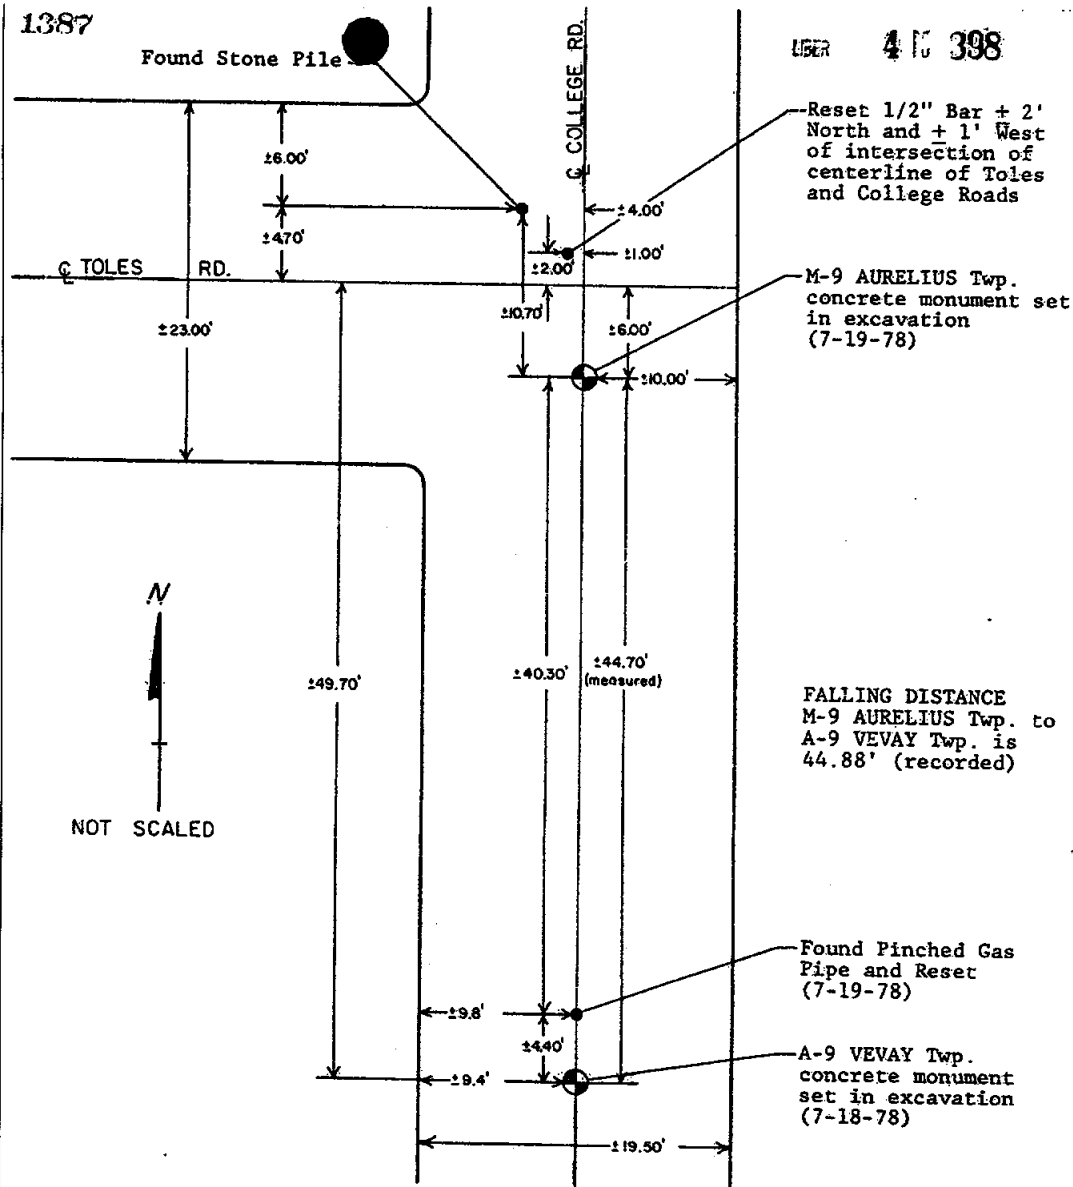 1387
LIBER 398
Found Stone Pile
℄ COLLEGE RD.
Reset 1/2" Bar ± 2'
North and ± 1' West
of intersection of
centerline of Toles
and College Roads
±6.00'
±4.00'
±4.70'
±1.00'
±2.00'
℄ TOLES RD.
M-9 AURELIUS Twp.
concrete monument set
in excavation
(7-19-78)
±10.70'
±6.00'
±23.00'
±10.00'
N
±49.70'
±40.30'
±44.70'
(measured)
FALLING DISTANCE
M-9 AURELIUS Twp. to
A-9 VEVAY Twp. is
44.88' (recorded)
NOT SCALED
Found Pinched Gas
Pipe and Reset
(7-19-78)
±9.8'
±4.40'
A-9 VEVAY Twp.
concrete monument
set in excavation
(7-18-78)
±9.4'
±19.50'